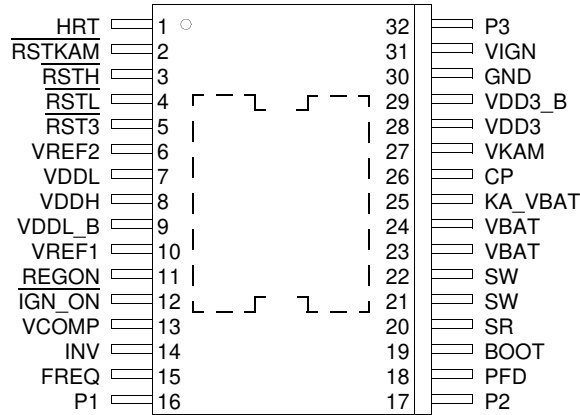 HRT 1 32 P3
RSTKAM 2 31 VIGN
RSTH 3 30 GND
RSTL 4 29 VDD3_B
RST3 5 28 VDD3
VREF2 6 27 VKAM
VDDL 7 26 CP
VDDH 8 25 KA_VBAT
VDDL_B 9 24 VBAT
VREF1 10 23 VBAT
REGON 11 22 SW
IGN_ON 12 21 SW
VCOMP 13 20 SR
INV 14 19 BOOT
FREQ 15 18 PFD
P1 16 17 P2